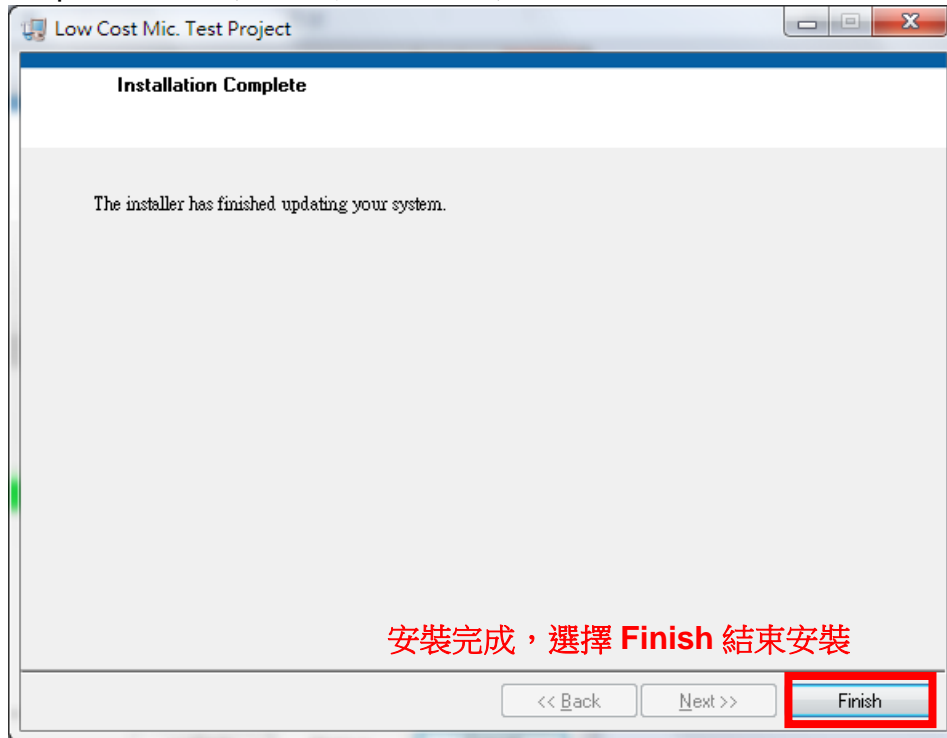 Low Cost Mic. Test Project
Installation Complete
The installer has finished updating your system.
安裝完成，選擇 Finish 結束安裝
<< Back
Next >>
Finish